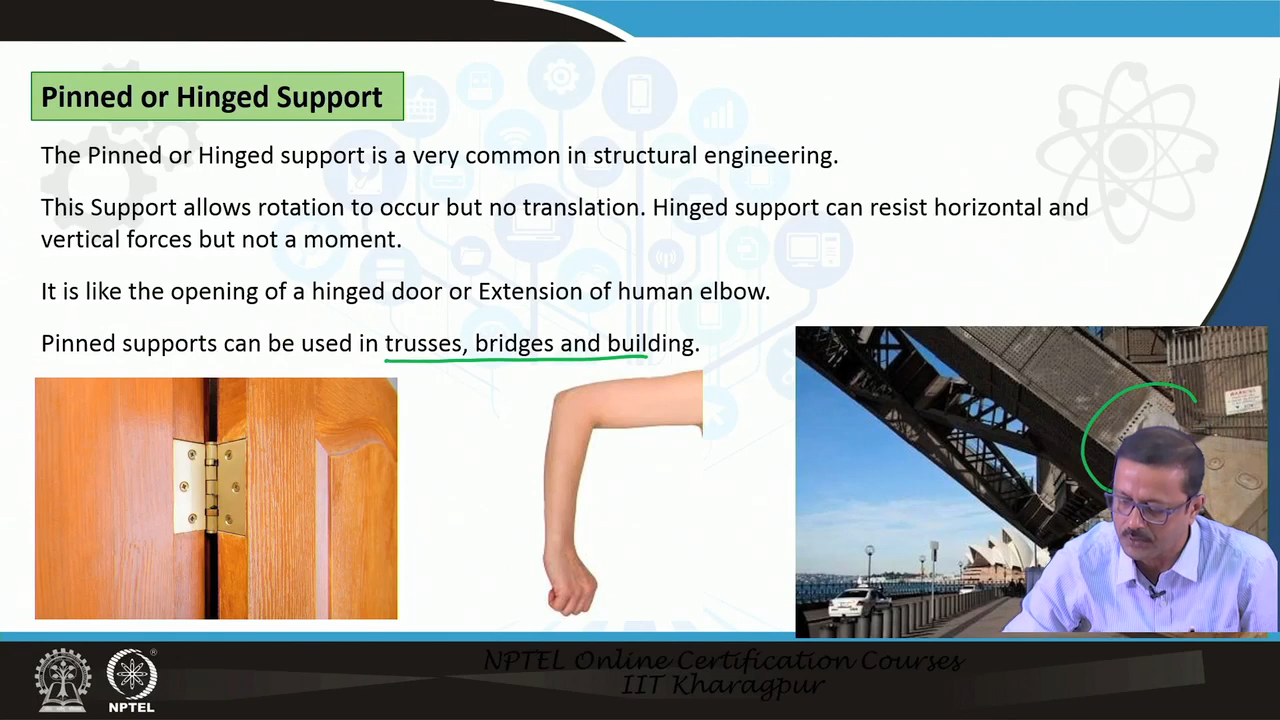 Pinned or Hinged Support
The Pinned or Hinged support is a very common in structural engineering.
This Support allows rotation to occur but no translation. Hinged support can resist horizontal and
vertical forces but not a moment.
It is like the opening of a hinged door or Extension of human elbow.
Pinned supports can be used in trusses, bridges and building.
NPTEL Online Certification Courses
IIT Kharagpur
NPTEL